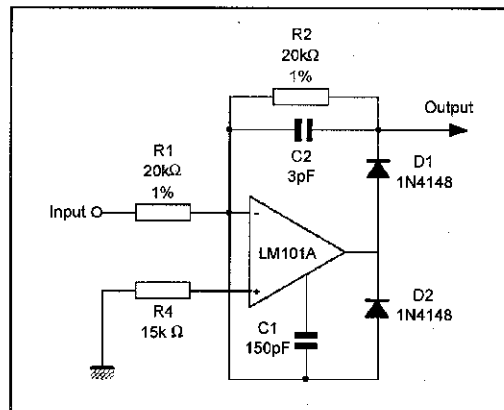 R2
20kΩ
1%
Output
C2
3pF
R1
20kΩ
1%
D1
1N4148
Input
-
LM101A
+
R4
15k Ω
C1
150pF
D2
1N4148